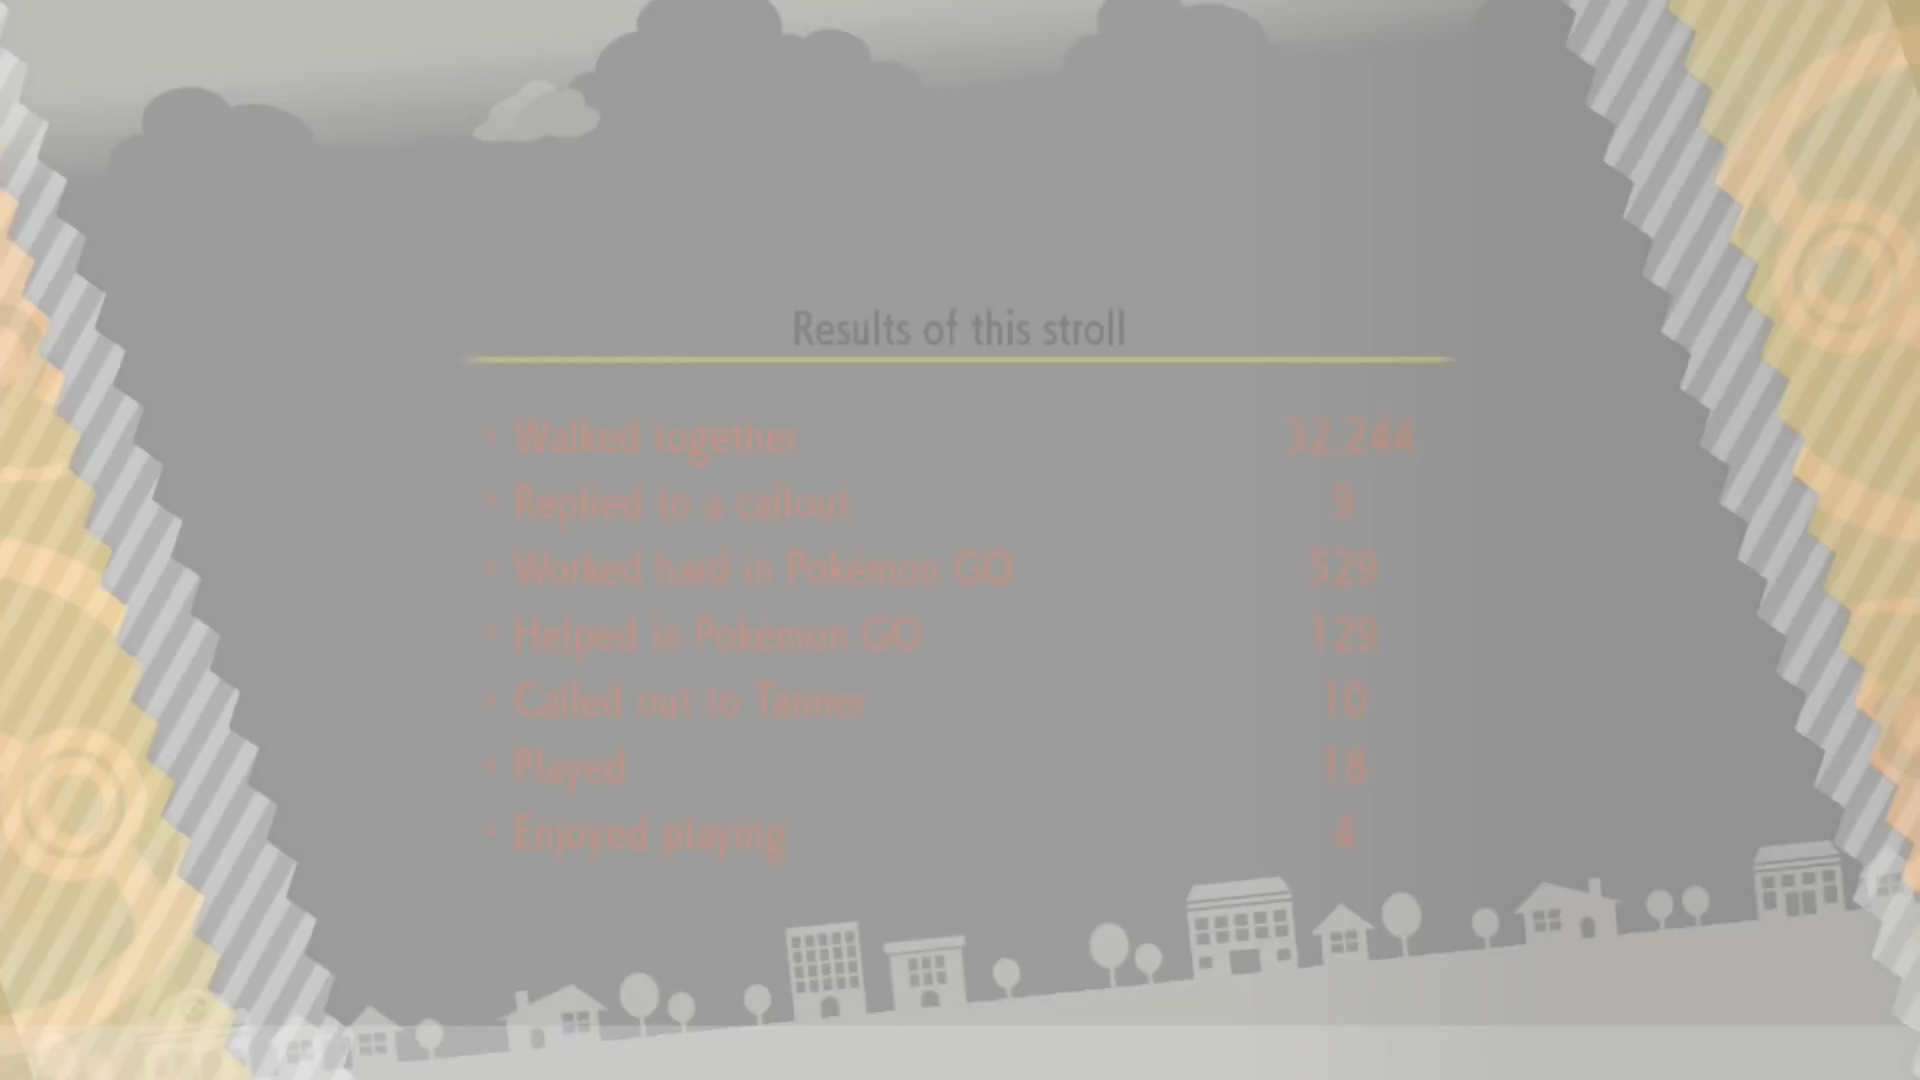 Results of this stroll
• Walked together 32,244
• Replied to a callout 9
• Worked hard in Pokémon GO 529
• Helped in Pokémon GO 129
• Called out to Tanner 10
• Played 18
• Enjoyed playing 4